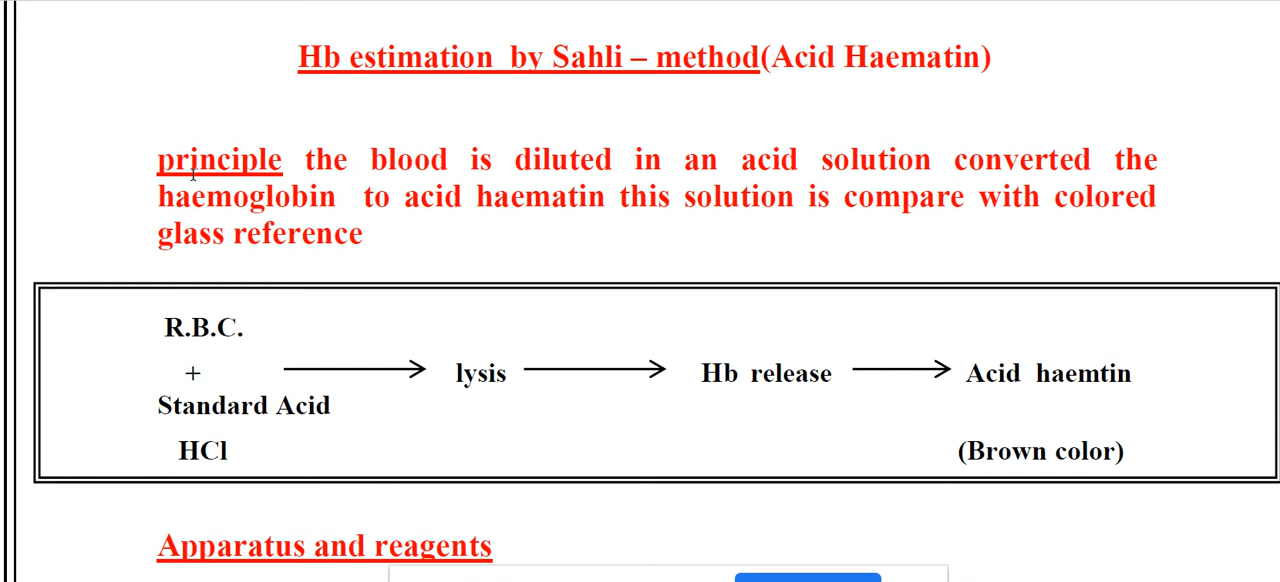 Hb estimation by Sahli – method(Acid Haematin)
principle the blood is diluted in an acid solution converted the
haemoglobin to acid haematin this solution is compare with colored
glass reference
R.B.C.
+ lysis Hb release Acid haemtin
Standard Acid
HCl (Brown color)
Apparatus and reagents